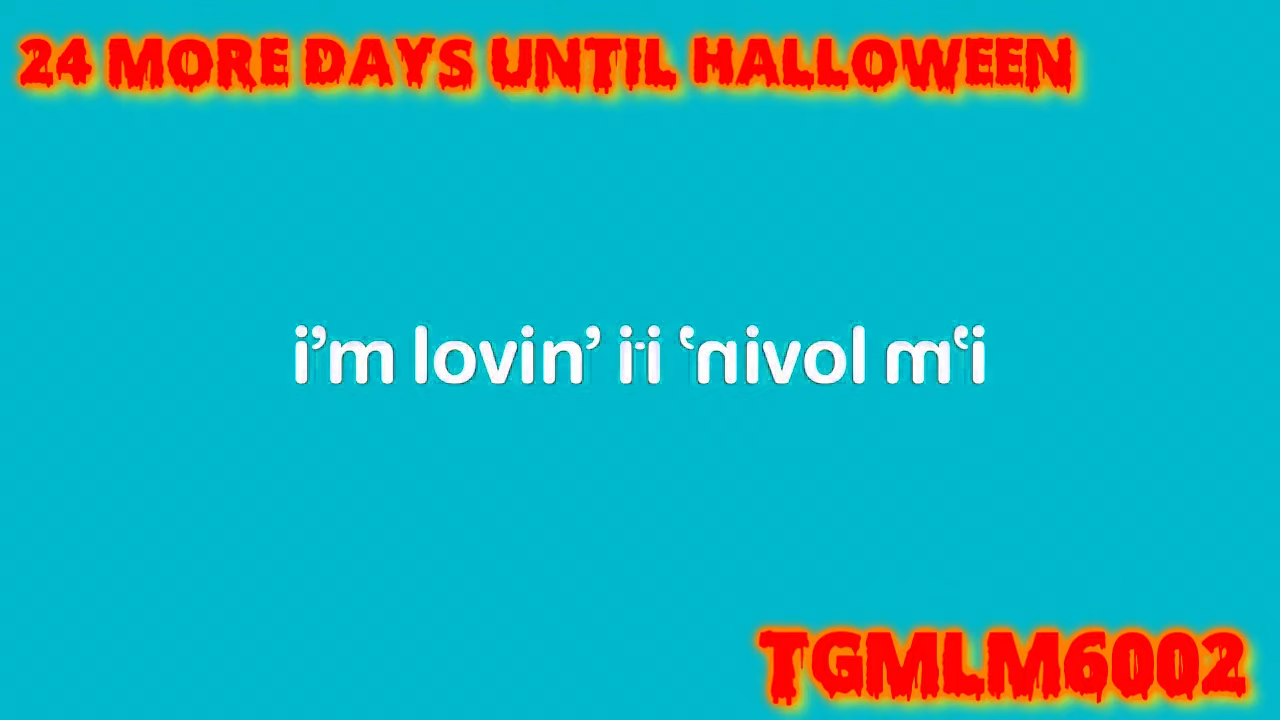 24 MORE DAYS UNTIL HALLOWEEN
i’m lovin’ i·i ‘nivol m‘i
TGMLM6002